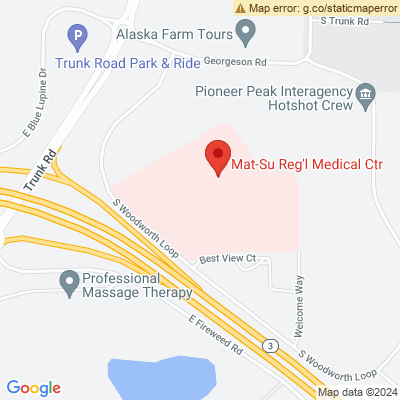 Map error: g.co/staticmaperror
S Trunk Rd
Alaska Farm Tours
P
Trunk Road Park & Ride
Georgeson Rd
E Blue Lupine Dr
Pioneer Peak Interagency
Hotshot Crew
Mat-Su Reg'l Medical Ctr
Trunk Rd
S Woodworth Loop
Best View Ct
Professional
Massage Therapy
Welcome Way
E Fireweed Rd
3
S Woodworth Loop
Google
Map data ©2024